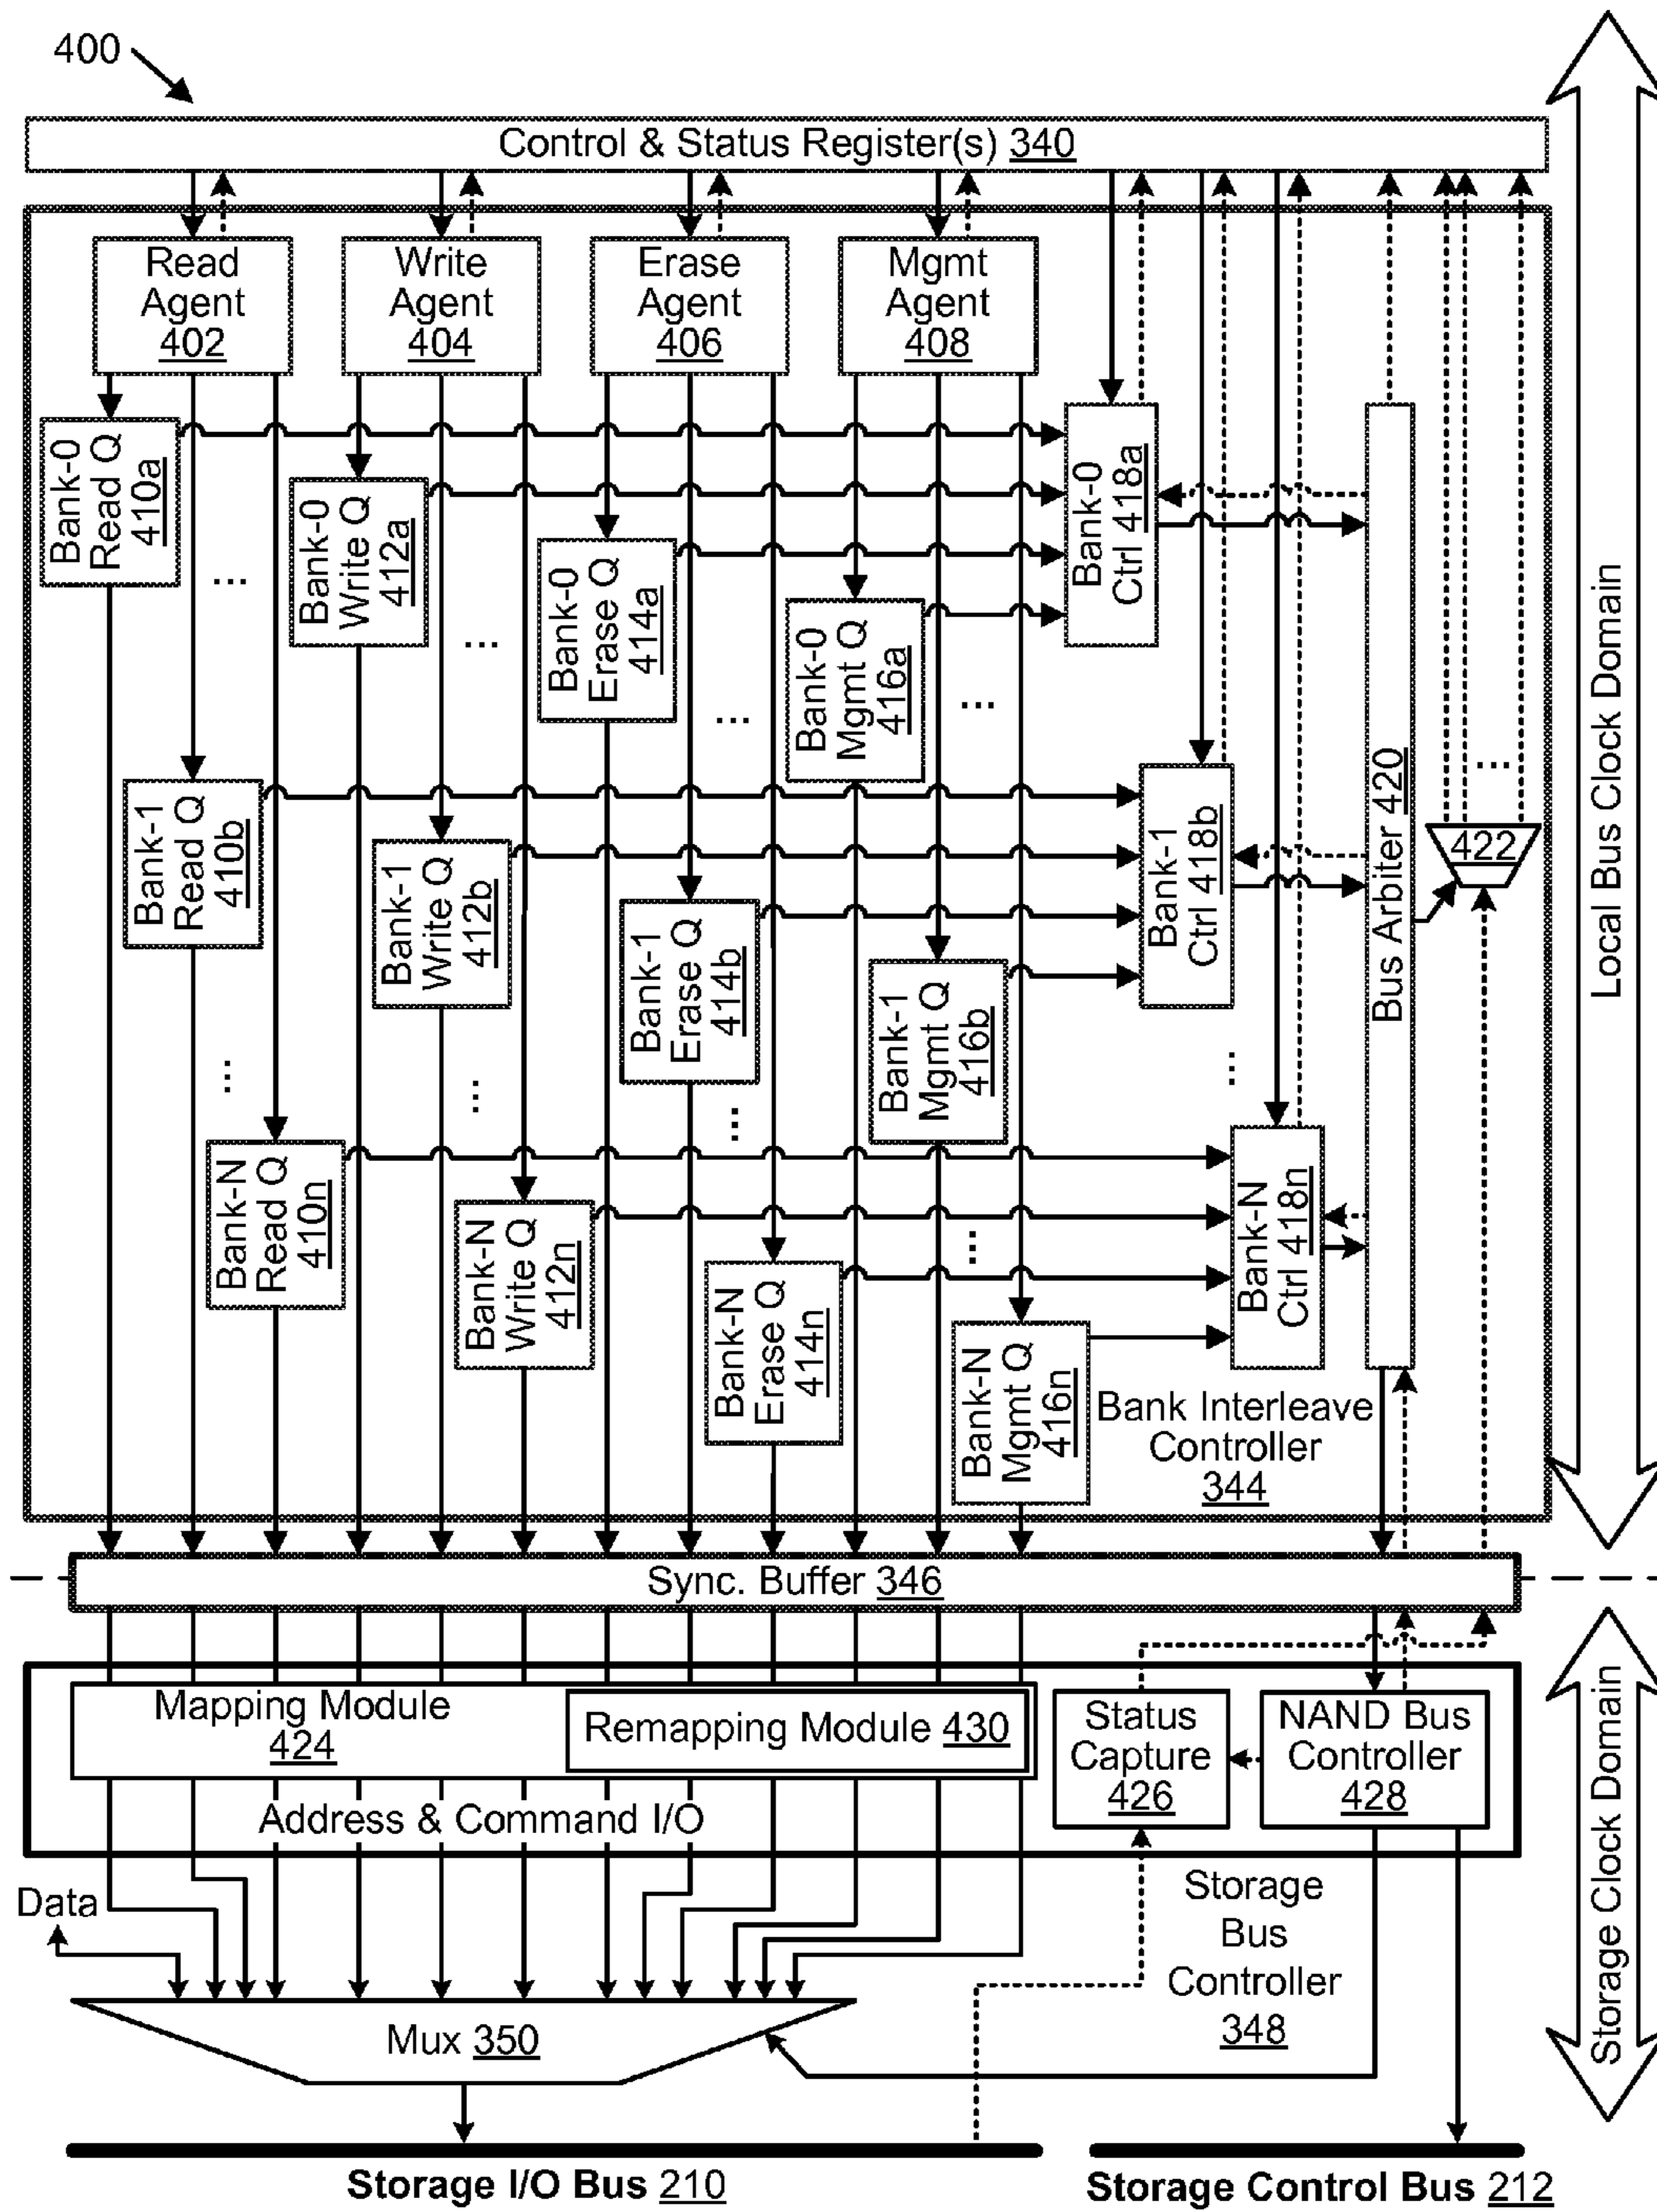 400
Control & Status Register(s) 340
Read
Agent
402
Write
Agent
404
Erase
Agent
406
Mgmt
Agent
408
Bank-0
Read Q
410a
Bank-0
Write Q
412a
Bank-0
Erase Q
414a
Bank-0
Mgmt Q
416a
Bank-0
Ctrl 418a
...
...
...
...
Bank-1
Read Q
410b
Bank-1
Write Q
412b
Bank-1
Erase Q
414b
Bank-1
Mgmt Q
416b
Bank-1
Ctrl 418b
Bus Arbiter 420
422
...
...
...
...
...
...
Bank-N
Read Q
410n
Bank-N
Write Q
412n
Bank-N
Erase Q
414n
Bank-N
Mgmt Q
416n
Bank-N
Ctrl 418n
Bank Interleave
Controller
344
Local Bus Clock Domain
Sync. Buffer 346
Mapping Module
424
Remapping Module 430
Status
Capture
426
NAND Bus
Controller
428
Address & Command I/O
Data
Storage
Bus
Controller
348
Storage Clock Domain
Mux 350
Storage I/O Bus 210
Storage Control Bus 212